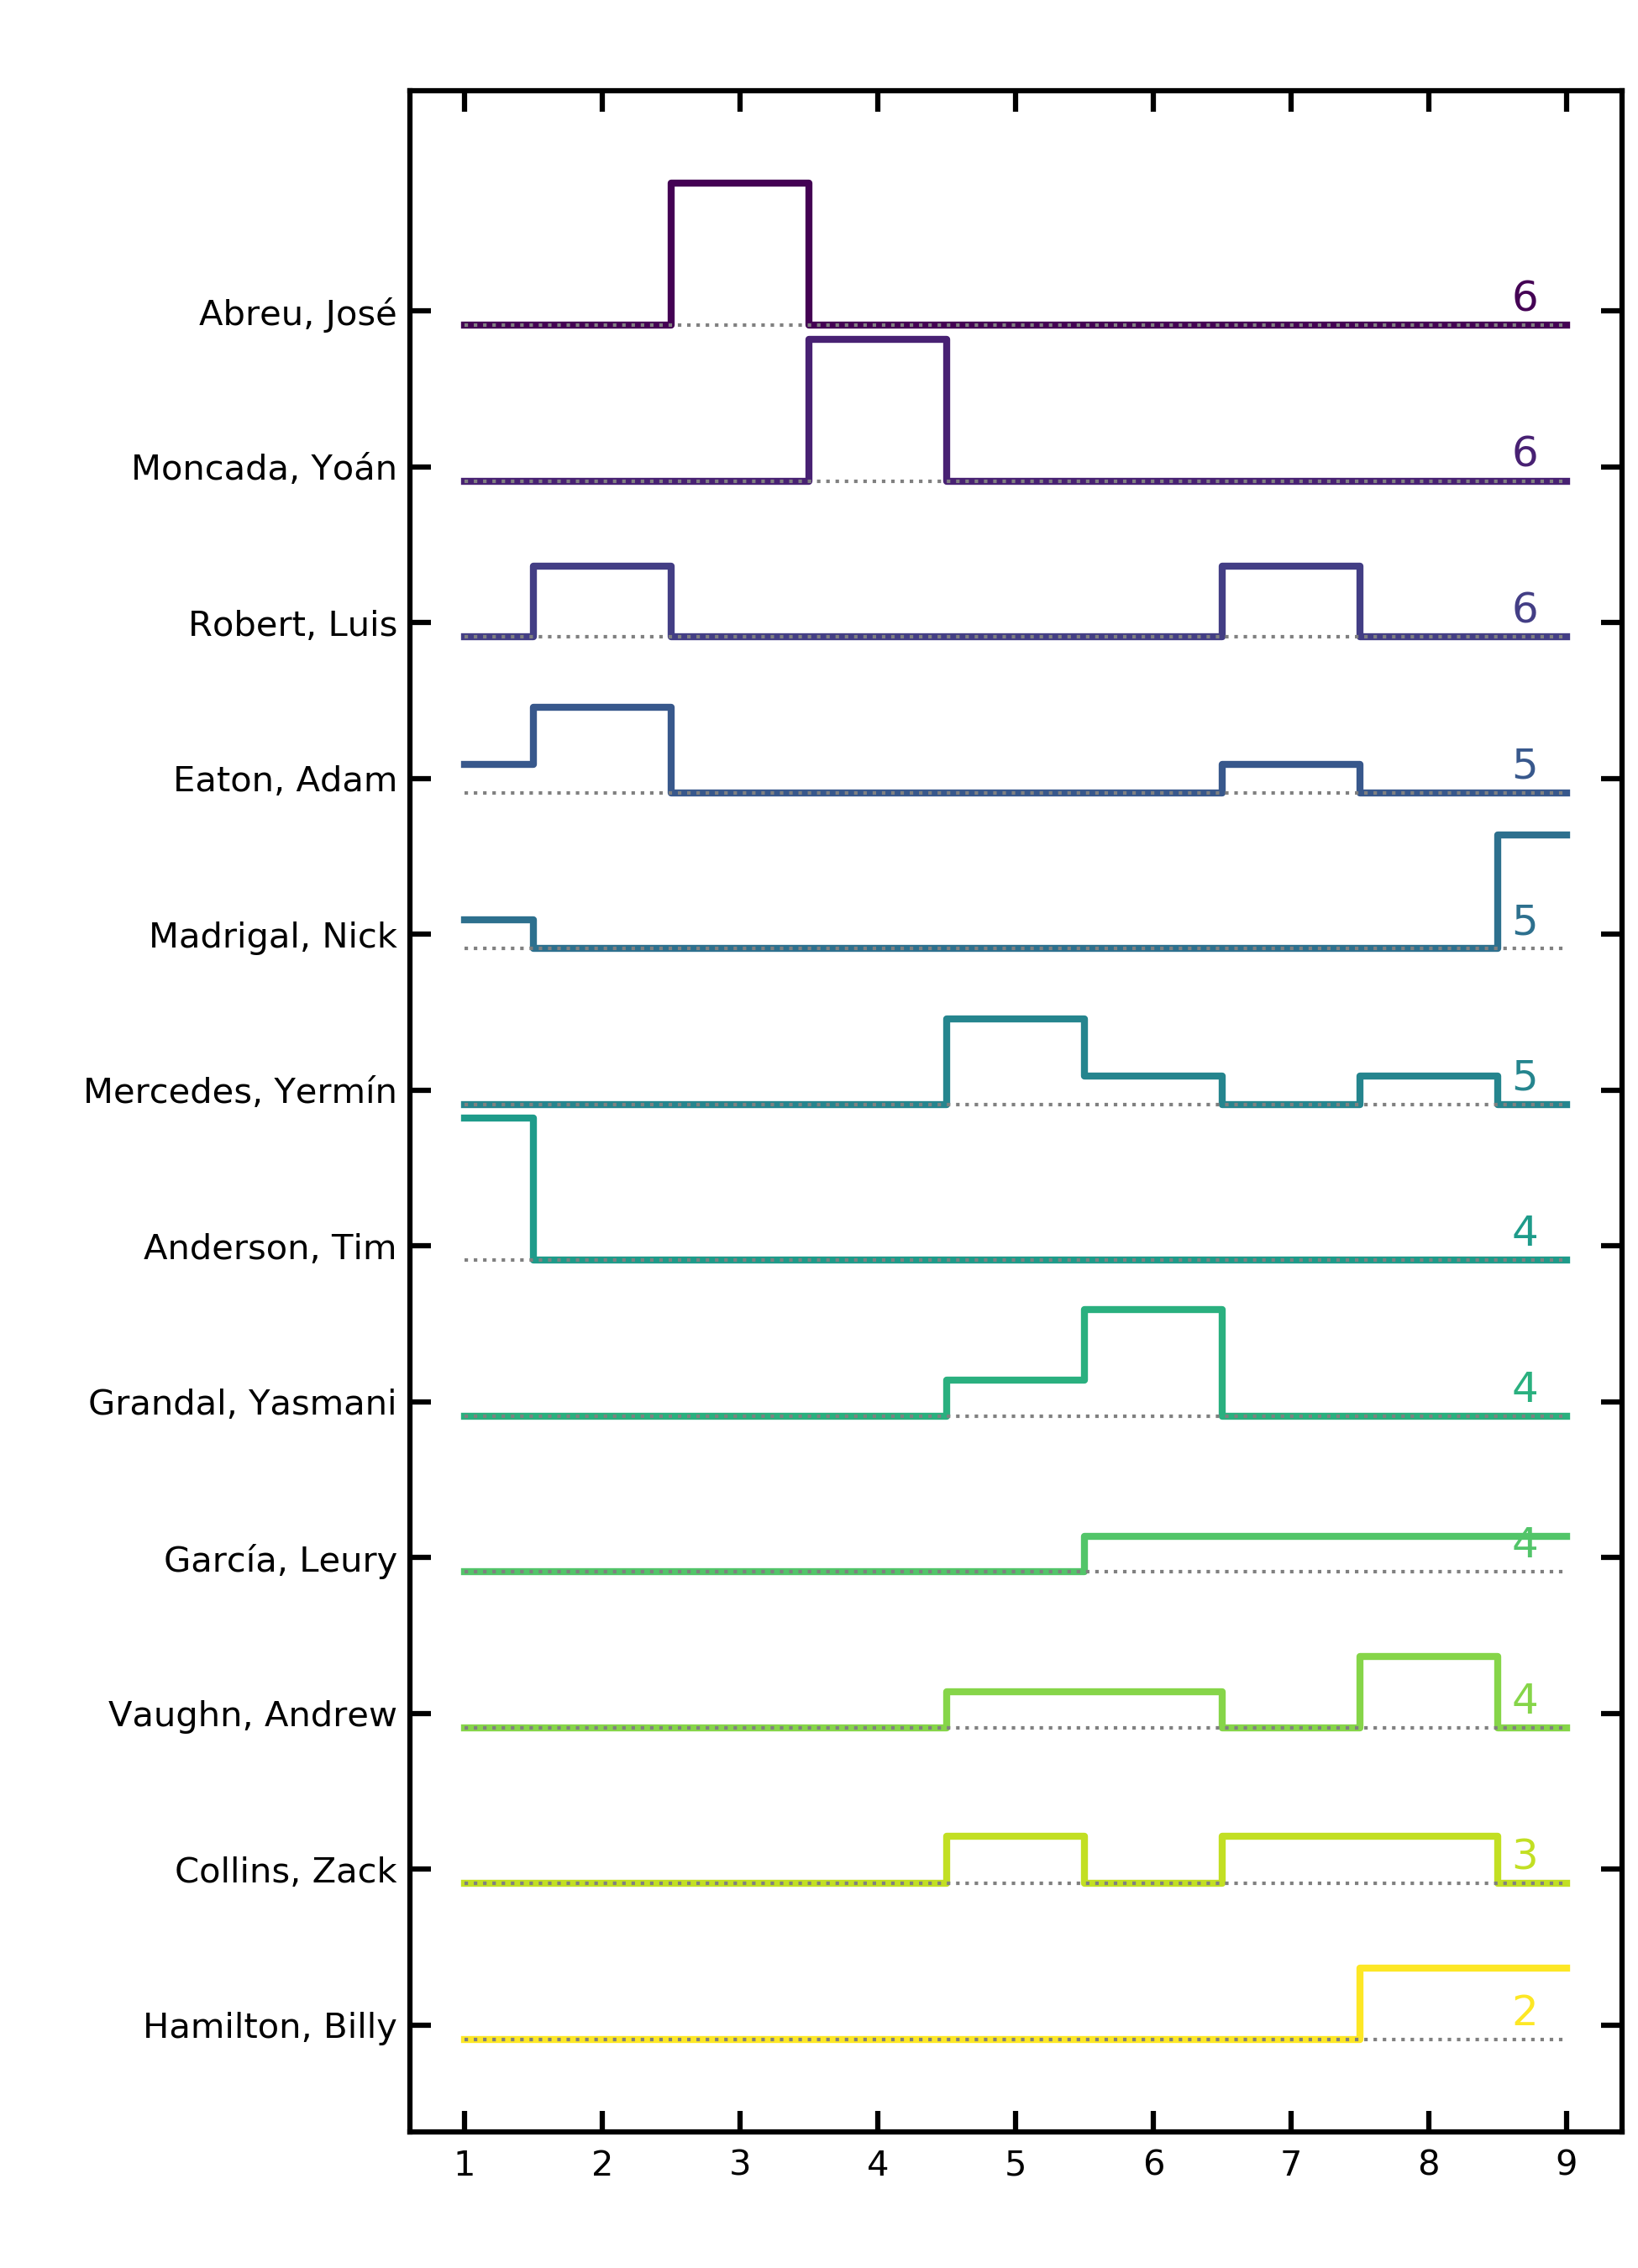 Abreu, José 6
Moncada, Yoán 6
Robert, Luis 6
Eaton, Adam 5
Madrigal, Nick 5
Mercedes, Yermín 5
Anderson, Tim 4
Grandal, Yasmani 4
García, Leury 4
Vaughn, Andrew 4
Collins, Zack 3
Hamilton, Billy 2
1 2 3 4 5 6 7 8 9